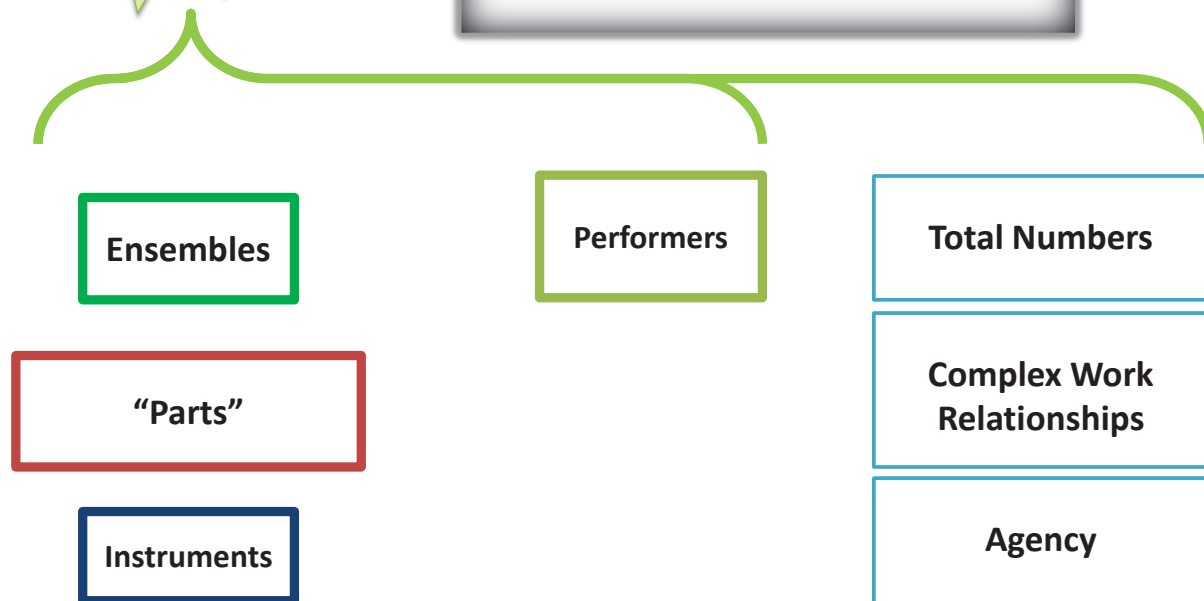 Ensembles
“Parts”
Instruments
Performers
Total Numbers
Complex Work
Relationships
Agency